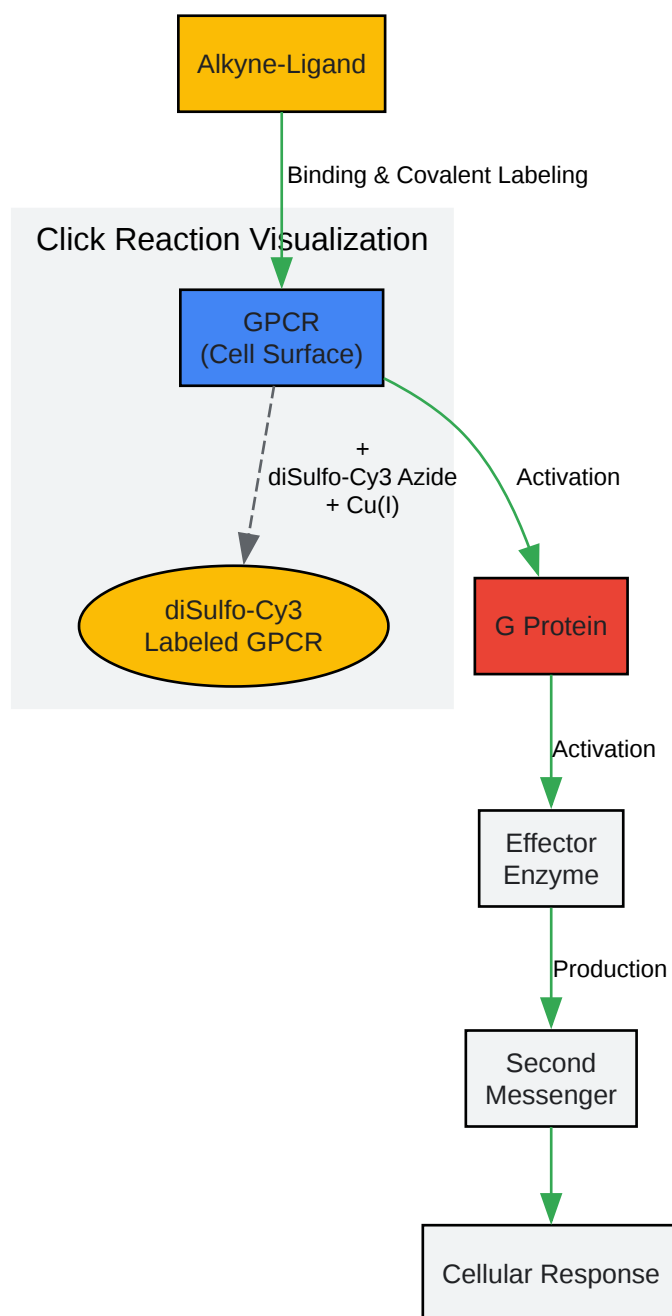 Alkyne-Ligand
Binding & Covalent Labeling
Click Reaction Visualization
GPCR
(Cell Surface)
+
diSulfo-Cy3 Azide
+ Cu(I)
Activation
diSulfo-Cy3
Labeled GPCR
G Protein
Activation
Effector
Enzyme
Production
Second
Messenger
Cellular Response